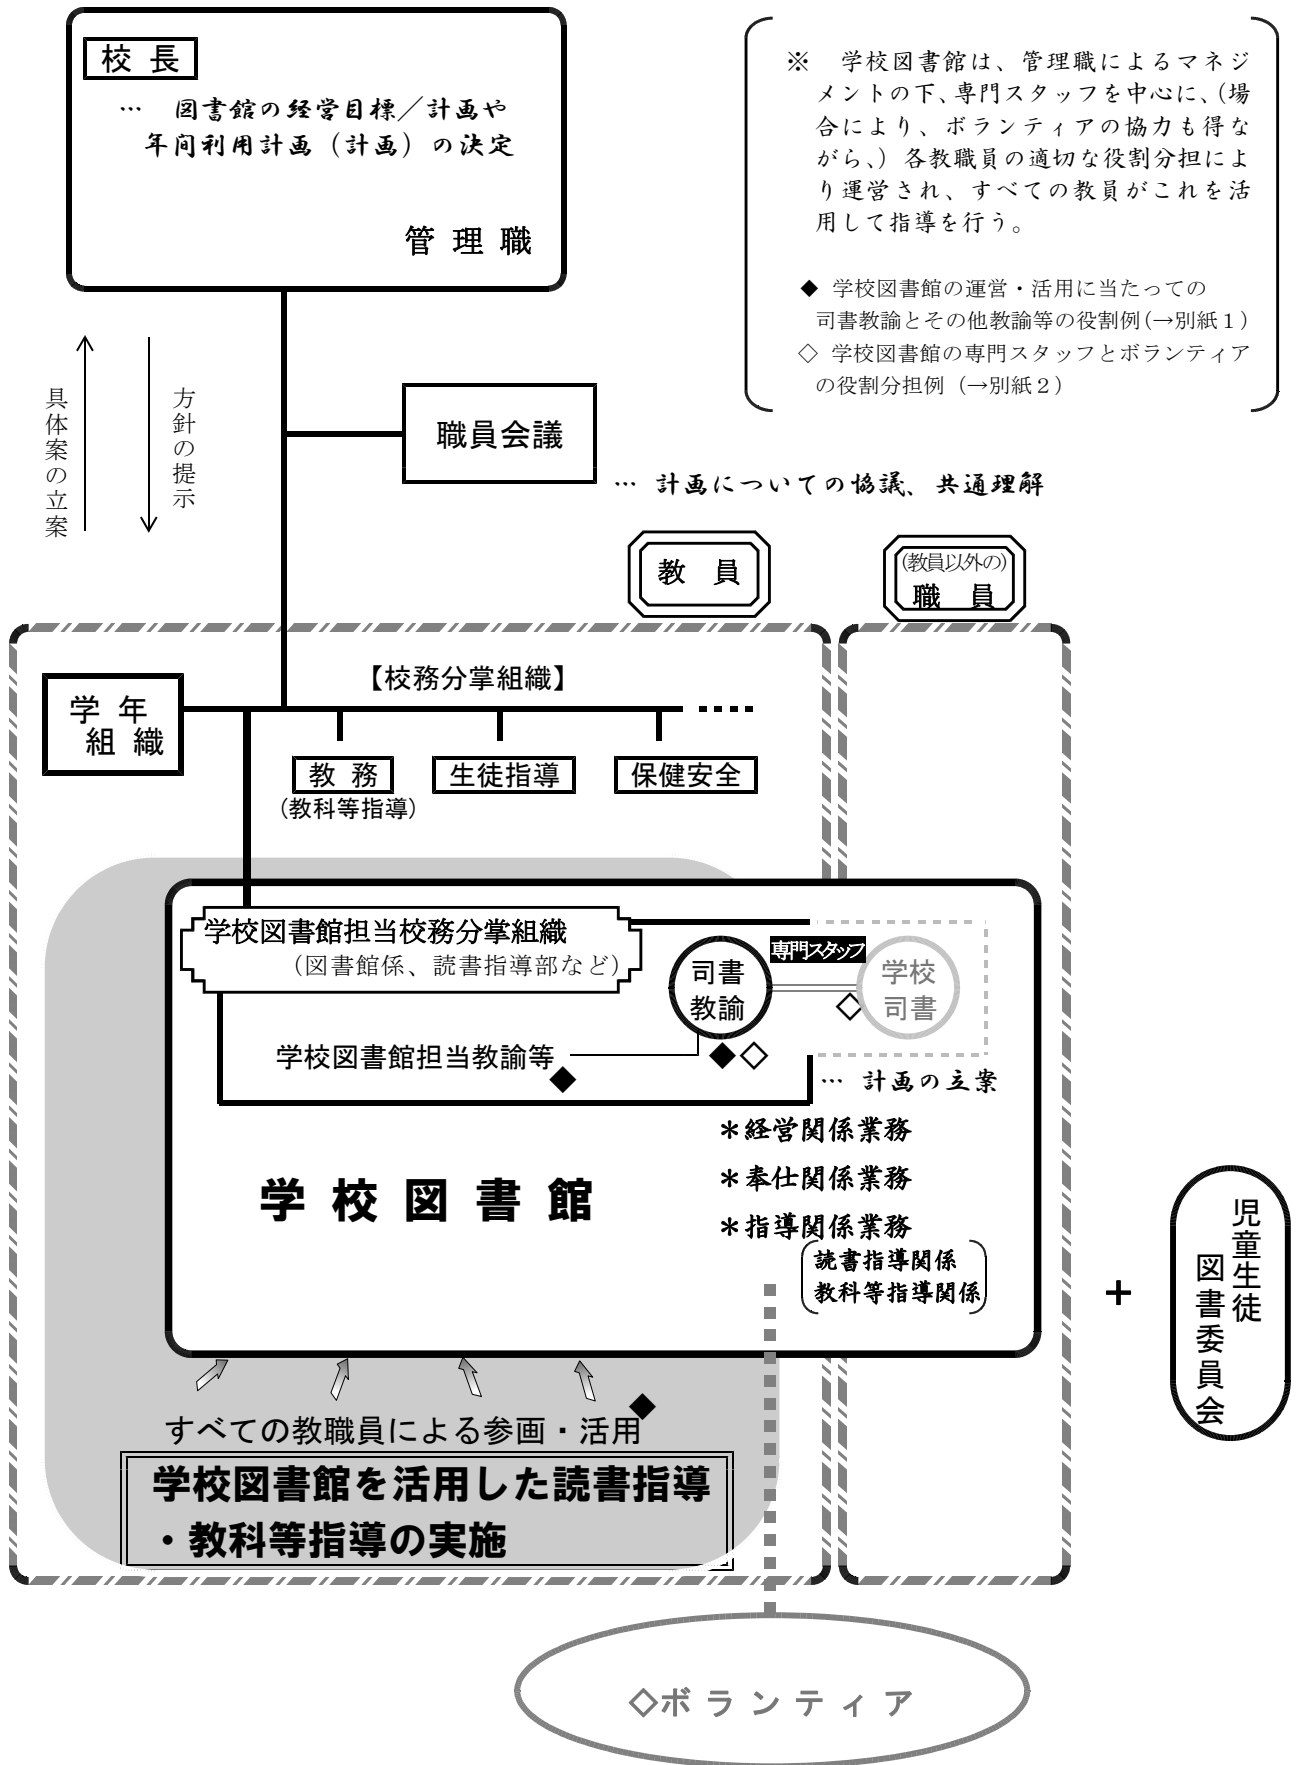 校 長
… 図書館の経営目標／計画や
年間利用計画（計画）の決定
管 理 職
※ 学校図書館は、管理職によるマネジ
メントの下、専門スタッフを中心に、（場
合により、ボランティアの協力も得な
がら、）各教職員の適切な役割分担によ
り運営され、すべての教員がこれを活
用して指導を行う。
◆ 学校図書館の運営・活用に当たっての
司書教諭とその他教諭等の役割例（→別紙１）
◇ 学校図書館の専門スタッフとボランティア
の役割分担例（→別紙２）
具体案の立案
方針の提示
職員会議
… 計画についての協議、共通理解
教 員
（教員以外の）
職 員
【校務分掌組織】
学 年
組 織
教 務
（教科等指導）
生徒指導
保健安全
学校図書館担当校務分掌組織
（図書館係、読書指導部など）
司書
教諭
専門スタッフ
学校
司書
◇
学校図書館担当教諭等
◆
◆◇
… 計画の立案
＊経営関係業務
＊奉仕関係業務
＊指導関係業務
読書指導関係
教科等指導関係
学 校 図 書 館
＋
児童生徒
図書委員会
すべての教職員による参画・活用◆
学校図書館を活用した読書指導
・教科等指導の実施
◇ボ ラ ン テ ィ ア